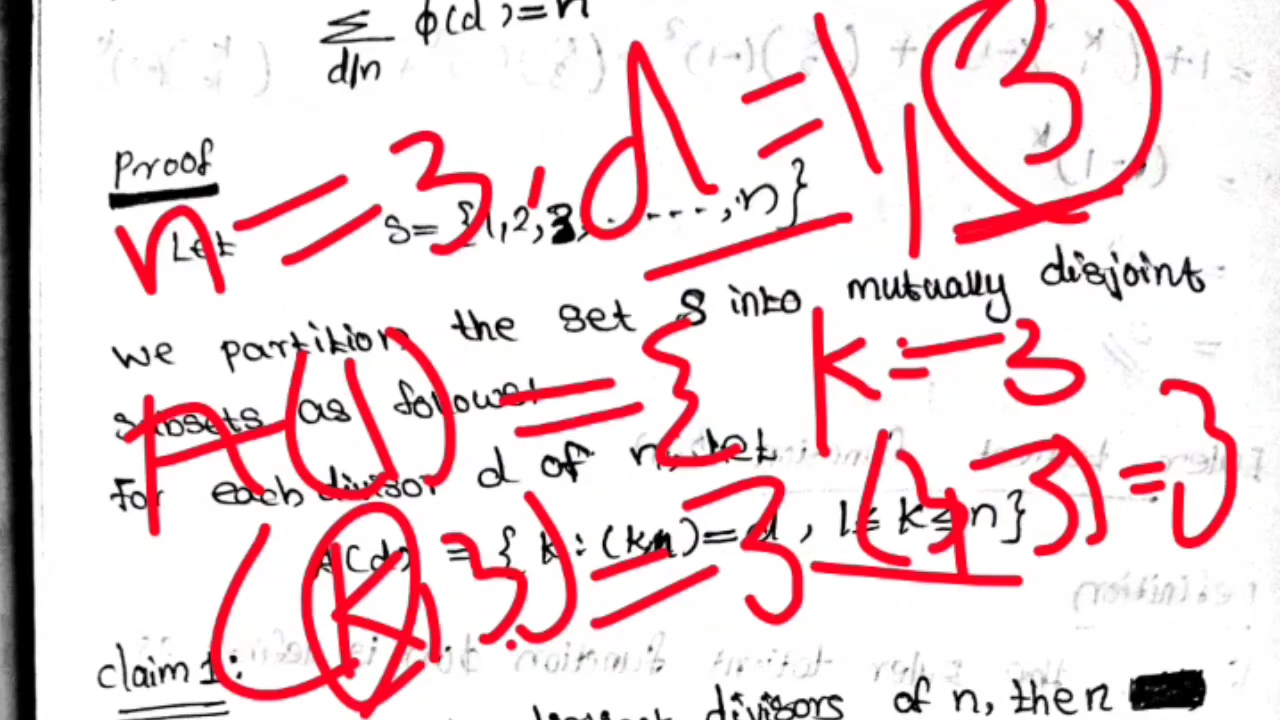 ∑ φ(d)=n
d/n
Proof
n = 3, d = 1, 3
Let S= {1,2,3, ....., n}
we partition the set S into mutually disjoint
k = 3
subsets as follows
A(1) = {
For each divisor d of n, let
(3, 3) = 3
A(d) = { k : (k,n)=d , 1≤ k ≤ n}
(k, 3) = 3
claim 1:
divisors of n, then